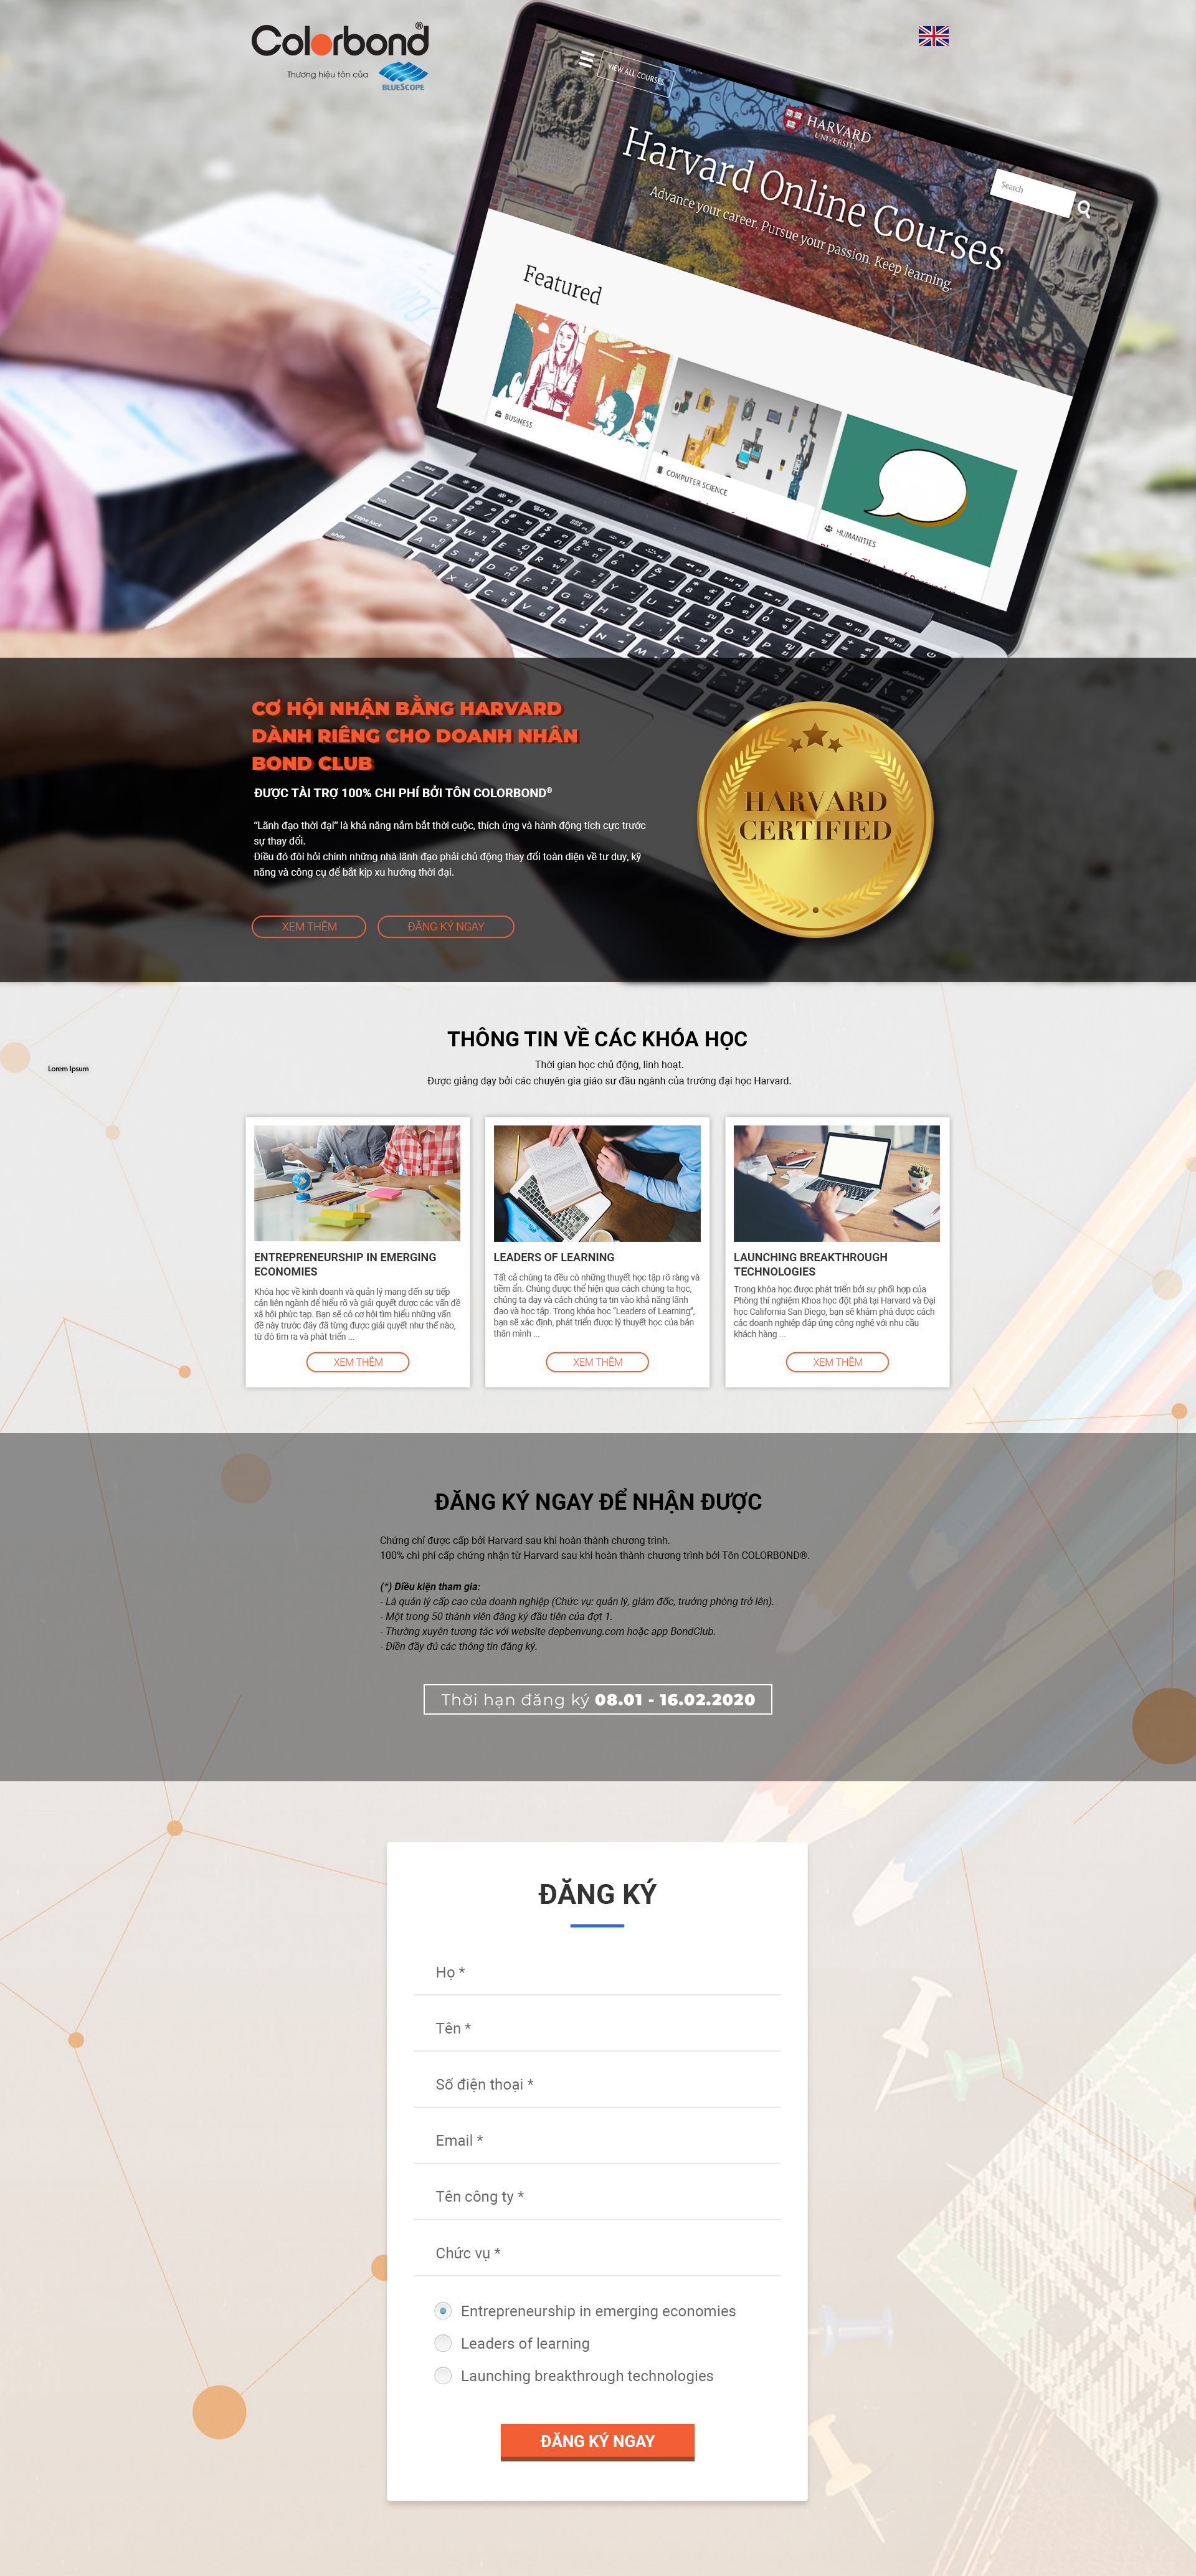 Colorbond®
Thương hiệu tôn của
BLUESCOPE
VIEW ALL COURSES
HARVARD
UNIVERSITY
Search
Harvard Online Courses
Advance your career. Pursue your passion. Keep learning.
Featured
BUSINESS
COMPUTER SCIENCE
HUMANITIES
tab
caps lock
CƠ HỘI NHẬN BẰNG HARVARD
DÀNH RIÊNG CHO DOANH NHÂN
BOND CLUB
ĐƯỢC TÀI TRỢ 100% CHI PHÍ BỞI TÔN COLORBOND®
“Lãnh đạo thời đại” là khả năng nắm bắt thời cuộc, thích ứng và hành động tích cực trước
sự thay đổi.
Điều đó đòi hỏi chính những nhà lãnh đạo phải chủ động thay đổi toàn diện về tư duy, kỹ
năng và công cụ để bắt kịp xu hướng thời đại.
XEM THÊM
ĐĂNG KÝ NGAY
HARVARD
CERTIFIED
THÔNG TIN VỀ CÁC KHÓA HỌC
Thời gian học chủ động, linh hoạt.
Được giảng dạy bởi các chuyên gia giáo sư đầu ngành của trường đại học Harvard.
Lorem Ipsum
ENTREPRENEURSHIP IN EMERGING
ECONOMIES
Khóa học về kinh doanh và quản lý mang đến sự tiếp
cận liên ngành để hiểu rõ và giải quyết được các vấn đề
xã hội phức tạp. Bạn sẽ có cơ hội tìm hiểu những vấn
đề này trước đây đã từng được giải quyết như thế nào,
từ đó tìm ra và phát triển ...
XEM THÊM
LEADERS OF LEARNING
Tất cả chúng ta đều có những thuyết học tập rõ ràng và
tiềm ẩn. Chúng được thể hiện qua cách chúng ta học,
chúng ta dạy và cách chúng ta tin vào khả năng lãnh
đạo và học tập. Trong khóa học “Leaders of Learning”,
bạn sẽ xác định, phát triển được lý thuyết học của bản
thân mình ...
XEM THÊM
LAUNCHING BREAKTHROUGH
TECHNOLOGIES
Trong khóa học được phát triển bởi sự phối hợp của
Phòng thí nghiệm Khoa học đột phá tại Harvard và Đại
học California San Diego, bạn sẽ khám phá được cách
các doanh nghiệp đáp ứng công nghệ với nhu cầu
khách hàng ...
XEM THÊM
ĐĂNG KÝ NGAY ĐỂ NHẬN ĐƯỢC
Chứng chỉ được cấp bởi Harvard sau khi hoàn thành chương trình.
100% chi phí cấp chứng nhận từ Harvard sau khi hoàn thành chương trình bởi Tôn COLORBOND®.
(*) Điều kiện tham gia:
- Là quản lý cấp cao của doanh nghiệp (Chức vụ: quản lý, giám đốc, trưởng phòng trở lên).
- Một trong 50 thành viên đăng ký đầu tiên của đợt 1.
- Thường xuyên tương tác với website depbenvung.com hoặc app BondClub.
- Điền đầy đủ các thông tin đăng ký.
Thời hạn đăng ký 08.01 - 16.02.2020
ĐĂNG KÝ
Họ *
Tên *
Số điện thoại *
Email *
Tên công ty *
Chức vụ *
Entrepreneurship in emerging economies
Leaders of learning
Launching breakthrough technologies
ĐĂNG KÝ NGAY